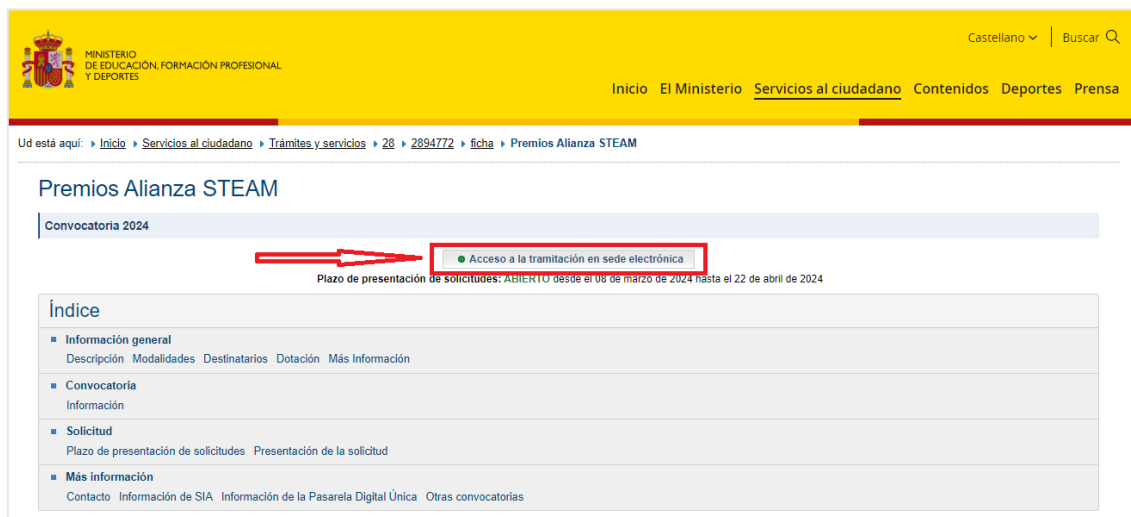 Castellano
Buscar
MINISTERIO
DE EDUCACIÓN, FORMACIÓN PROFESIONAL
Y DEPORTES
Inicio El Ministerio Servicios al ciudadano Contenidos Deportes Prensa
Ud está aquí: Inicio Servicios al ciudadano Trámites y servicios 28 2894772 ficha Premios Alianza STEAM
Premios Alianza STEAM
Convocatoria 2024
Acceso a la tramitación en sede electrónica
Plazo de presentación de solicitudes: ABIERTO desde el 08 de marzo de 2024 hasta el 22 de abril de 2024
Índice
Información general
Descripción Modalidades Destinatarios Dotación Más Información
Convocatoria
Información
Solicitud
Plazo de presentación de solicitudes Presentación de la solicitud
Más información
Contacto Información de SIA Información de la Pasarela Digital Única Otras convocatorias